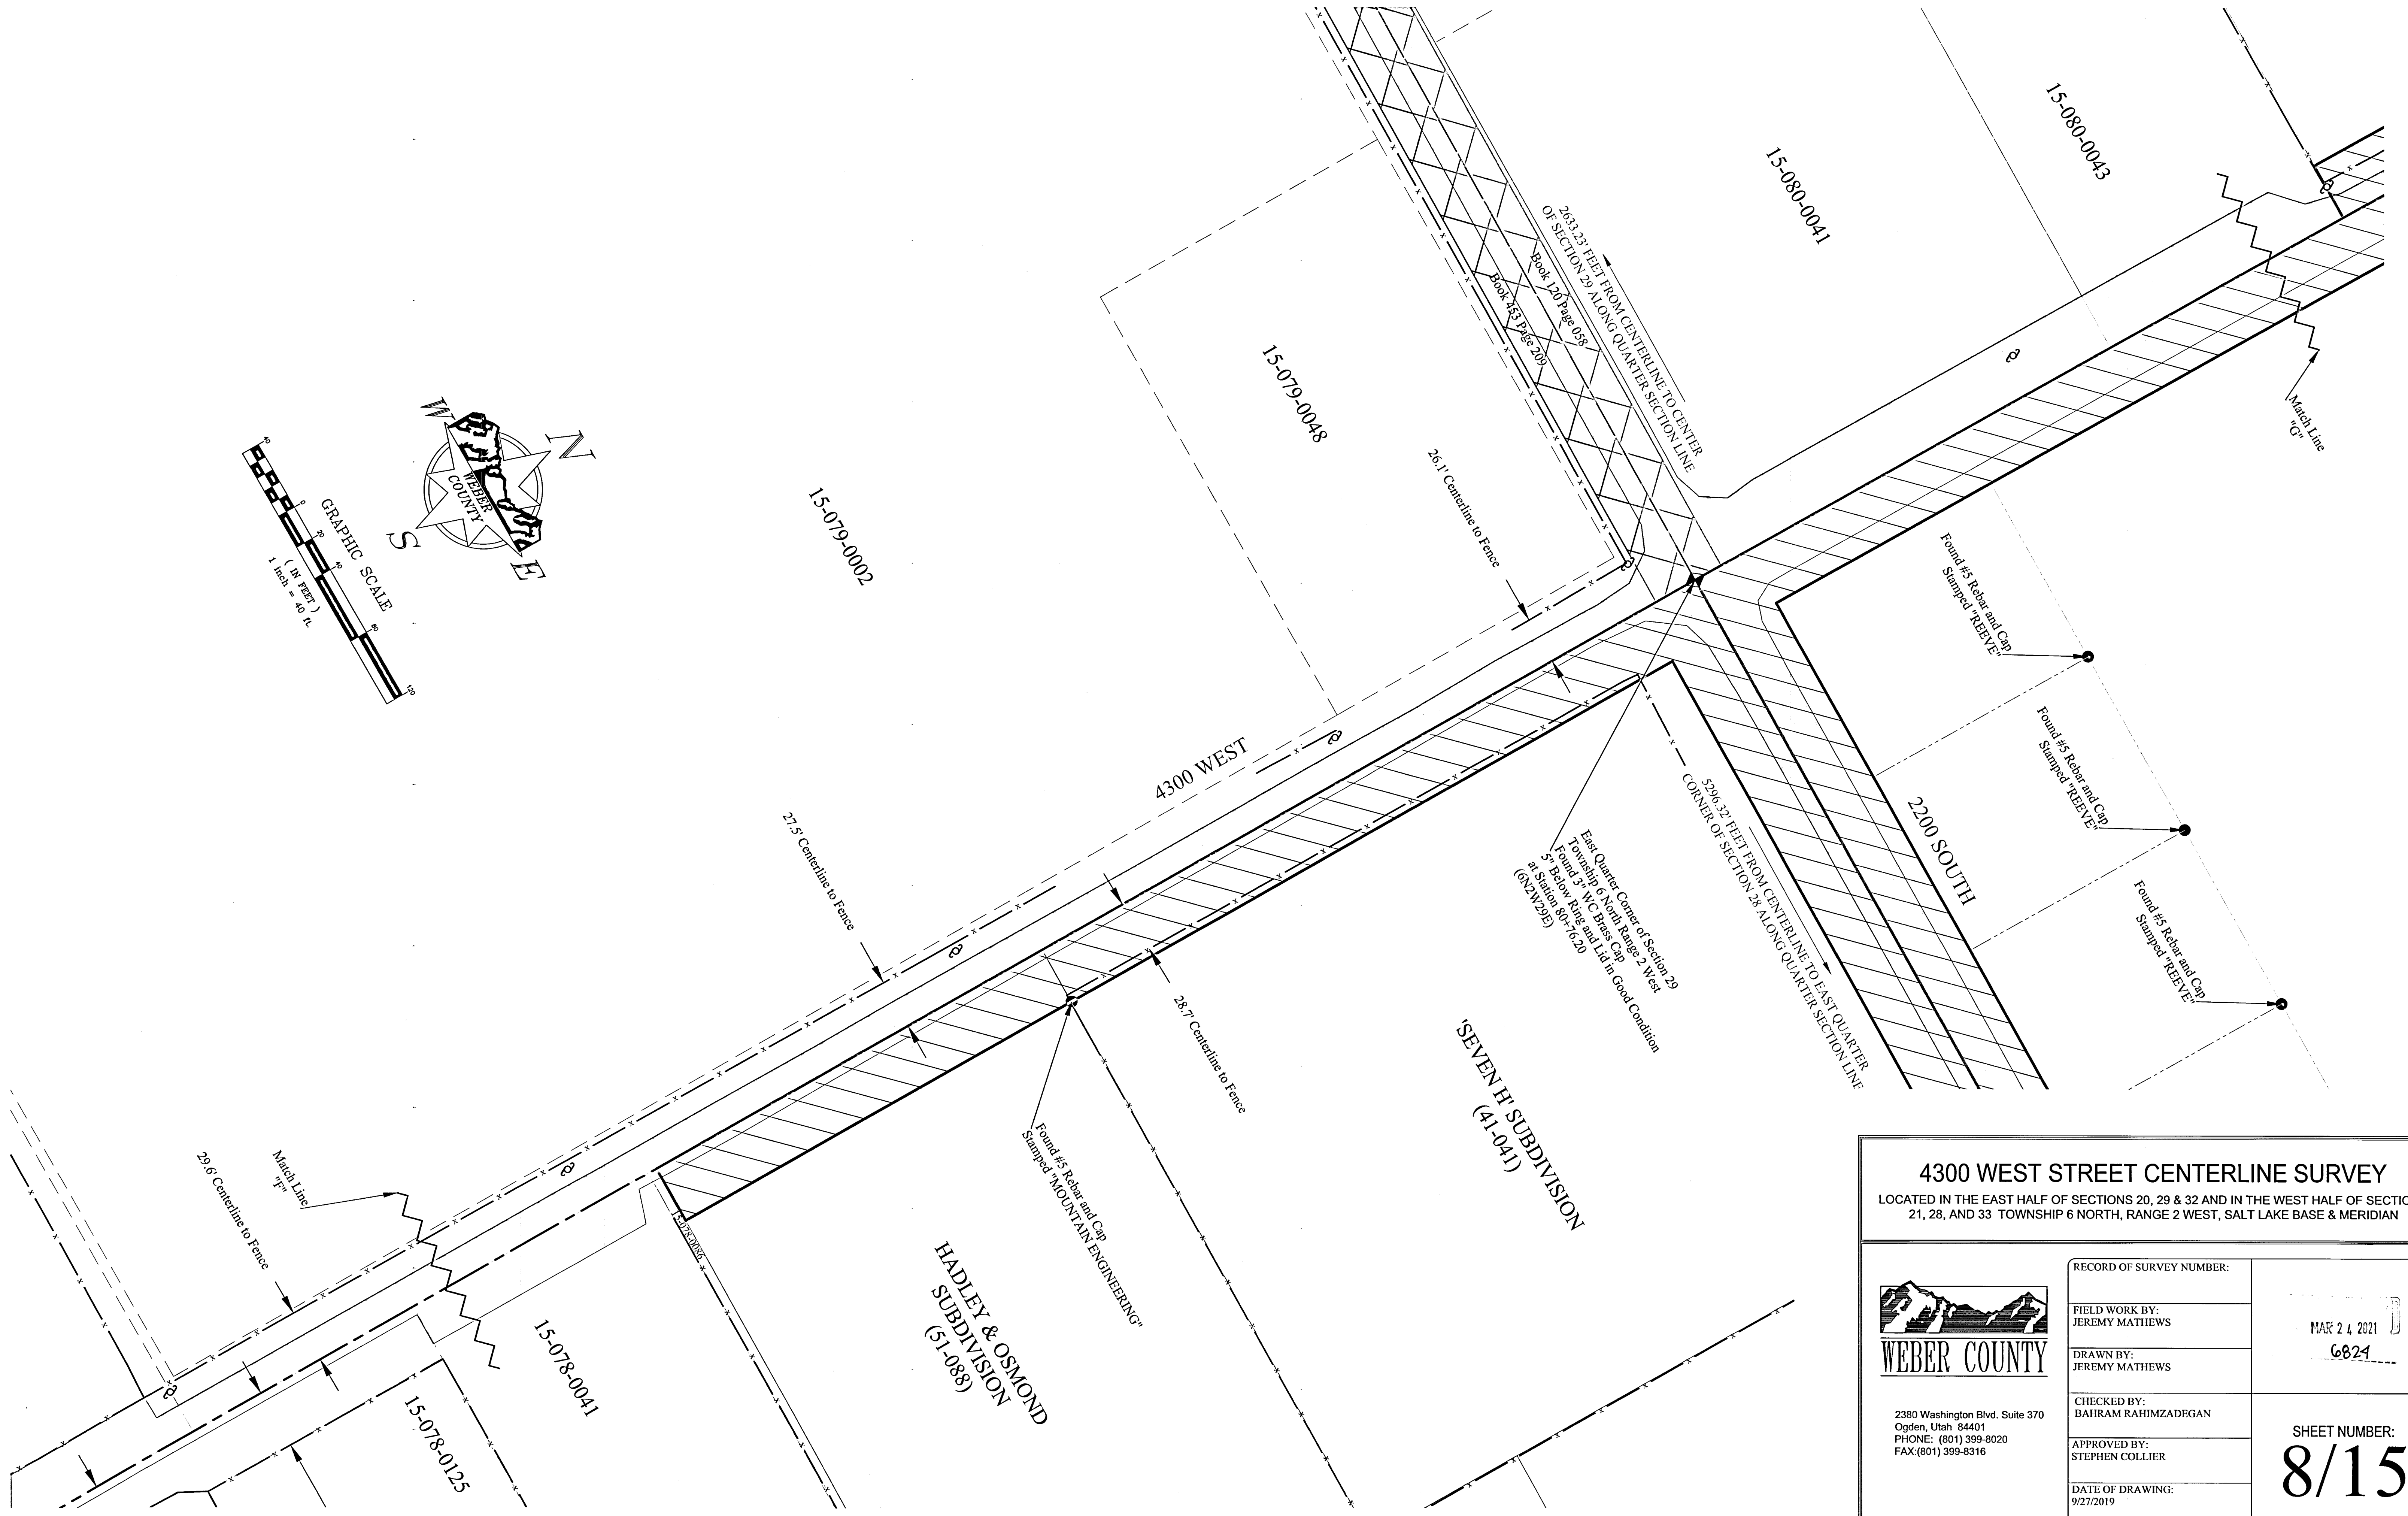 15-080-0043
15-080-0041
2633.23' FEET FROM CENTERLINE TO CENTER
OF SECTION 29 ALONG QUARTER SECTION LINE
Book 120 Page 058
Book 453 Page 209
Match Line
"G"
15-079-0048
26.1' Centerline to Fence
15-079-0002
N
W
E
S
WEBER
COUNTY
GRAPHIC SCALE
40
0
20
40
80
120
( IN FEET )
1 inch = 40 ft.
Found #5 Rebar and Cap
Stamped "REEVE"
Found #5 Rebar and Cap
Stamped "REEVE"
Found #5 Rebar and Cap
Stamped "REEVE"
4300 WEST
2200 SOUTH
5296.32' FEET FROM CENTERLINE TO EAST QUARTER
CORNER OF SECTION 28 ALONG QUARTER SECTION LINE
East Quarter Corner of Section 29
Township 6 North Range 2 West
Found 3" WC Brass Cap
5" Below Ring and Lid in Good Condition
at Station 80+76.20
(6N2W29E)
27.5' Centerline to Fence
28.7' Centerline to Fence
'SEVEN H' SUBDIVISION
(41-041)
Found #5 Rebar and Cap
Stamped "MOUNTAIN ENGINEERING"
29.6' Centerline to Fence
Match Line
"F"
15-078-0086
HADLEY & OSMOND
SUBDIVISION
(51-088)
15-078-0041
15-078-0125
4300 WEST STREET CENTERLINE SURVEY
LOCATED IN THE EAST HALF OF SECTIONS 20, 29 & 32 AND IN THE WEST HALF OF SECTIO
21, 28, AND 33 TOWNSHIP 6 NORTH, RANGE 2 WEST, SALT LAKE BASE & MERIDIAN
WEBER COUNTY
2380 Washington Blvd. Suite 370
Ogden, Utah 84401
PHONE: (801) 399-8020
FAX:(801) 399-8316
RECORD OF SURVEY NUMBER:
FIELD WORK BY:
JEREMY MATHEWS
DRAWN BY:
JEREMY MATHEWS
CHECKED BY:
BAHRAM RAHIMZADEGAN
APPROVED BY:
STEPHEN COLLIER
DATE OF DRAWING:
9/27/2019
MAR 24 2021
6824
SHEET NUMBER:
8/15